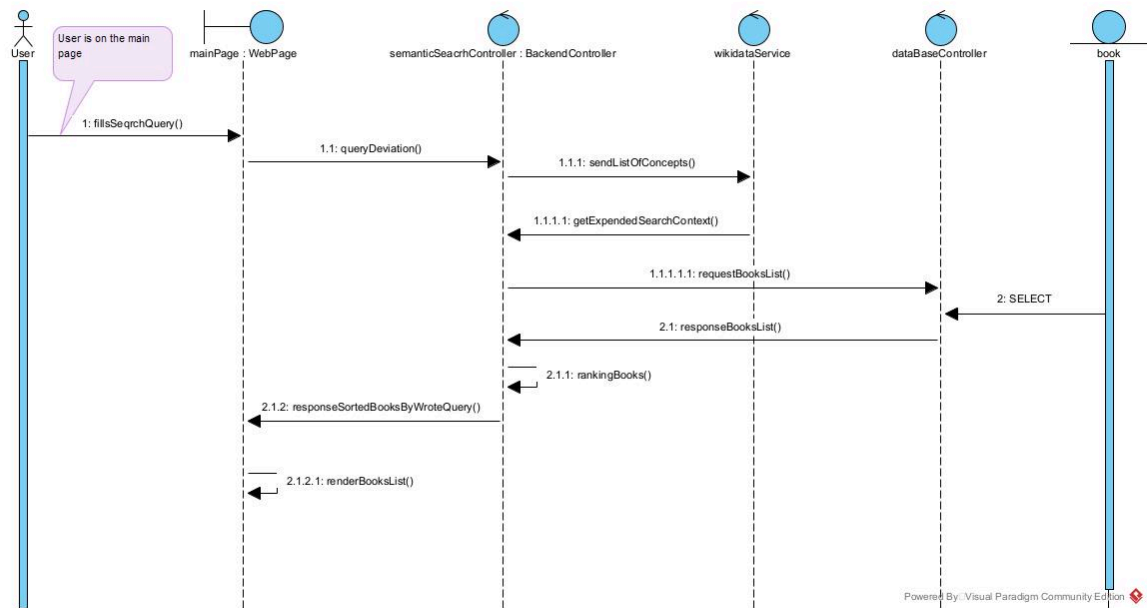 User is on the main
page
User
mainPage : WebPage
semanticSeacrhController : BackendController
wikidataService
dataBaseController
book
1: fillsSeqrchQuery()
1.1: queryDeviation()
1.1.1: sendListOfConcepts()
1.1.1.1: getExpendedSearchContext()
1.1.1.1.1: requestBooksList()
2: SELECT
2.1: responseBooksList()
2.1.1: rankingBooks()
2.1.2: responseSortedBooksByWroteQuery()
2.1.2.1: renderBooksList()
Powered By Visual Paradigm Community Edition